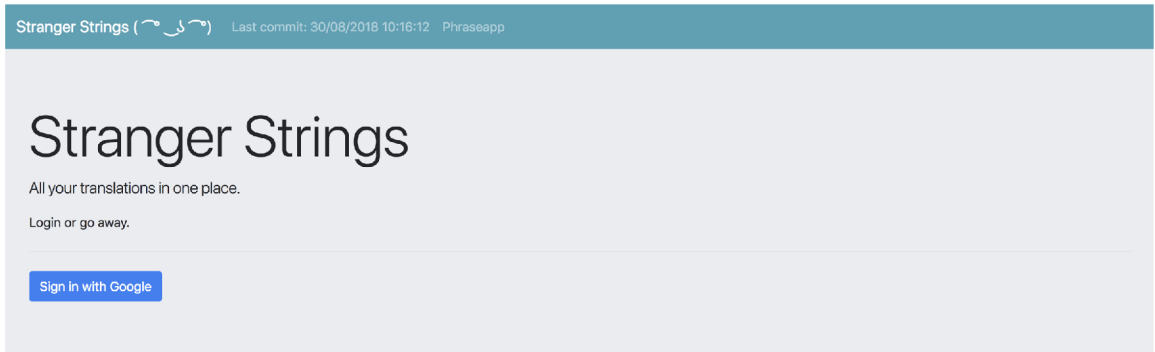 Stranger Strings ( ͡° ͜ʖ ͡°) Last commit: 30/08/2018 10:16:12 Phraseapp
Stranger Strings
All your translations in one place.
Login or go away.
Sign in with Google